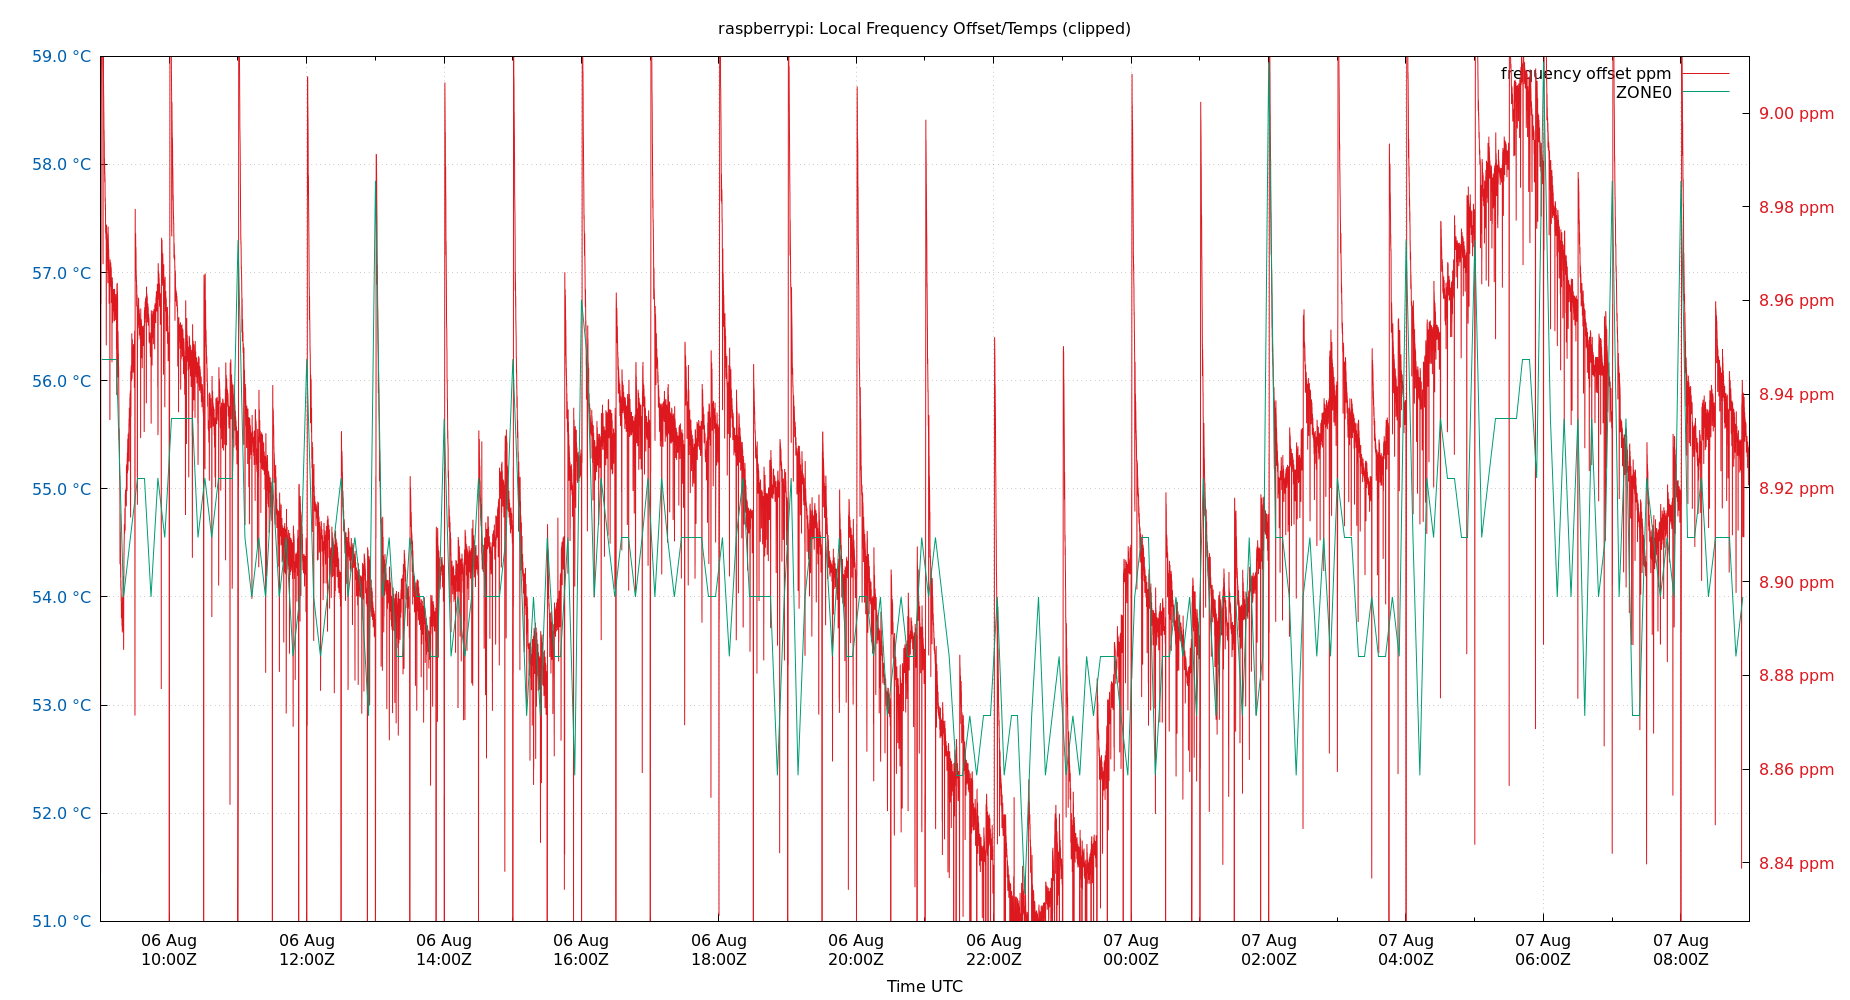 raspberrypi: Local Frequency Offset/Temps (clipped)
frequency offset ppm
ZONE0
59.0 °C
58.0 °C
57.0 °C
56.0 °C
55.0 °C
54.0 °C
53.0 °C
52.0 °C
51.0 °C
9.00 ppm
8.98 ppm
8.96 ppm
8.94 ppm
8.92 ppm
8.90 ppm
8.88 ppm
8.86 ppm
8.84 ppm
06 Aug 06 Aug 06 Aug 06 Aug 06 Aug 06 Aug 06 Aug 07 Aug 07 Aug 07 Aug 07 Aug 07 Aug
10:00Z 12:00Z 14:00Z 16:00Z 18:00Z 20:00Z 22:00Z 00:00Z 02:00Z 04:00Z 06:00Z 08:00Z
Time UTC